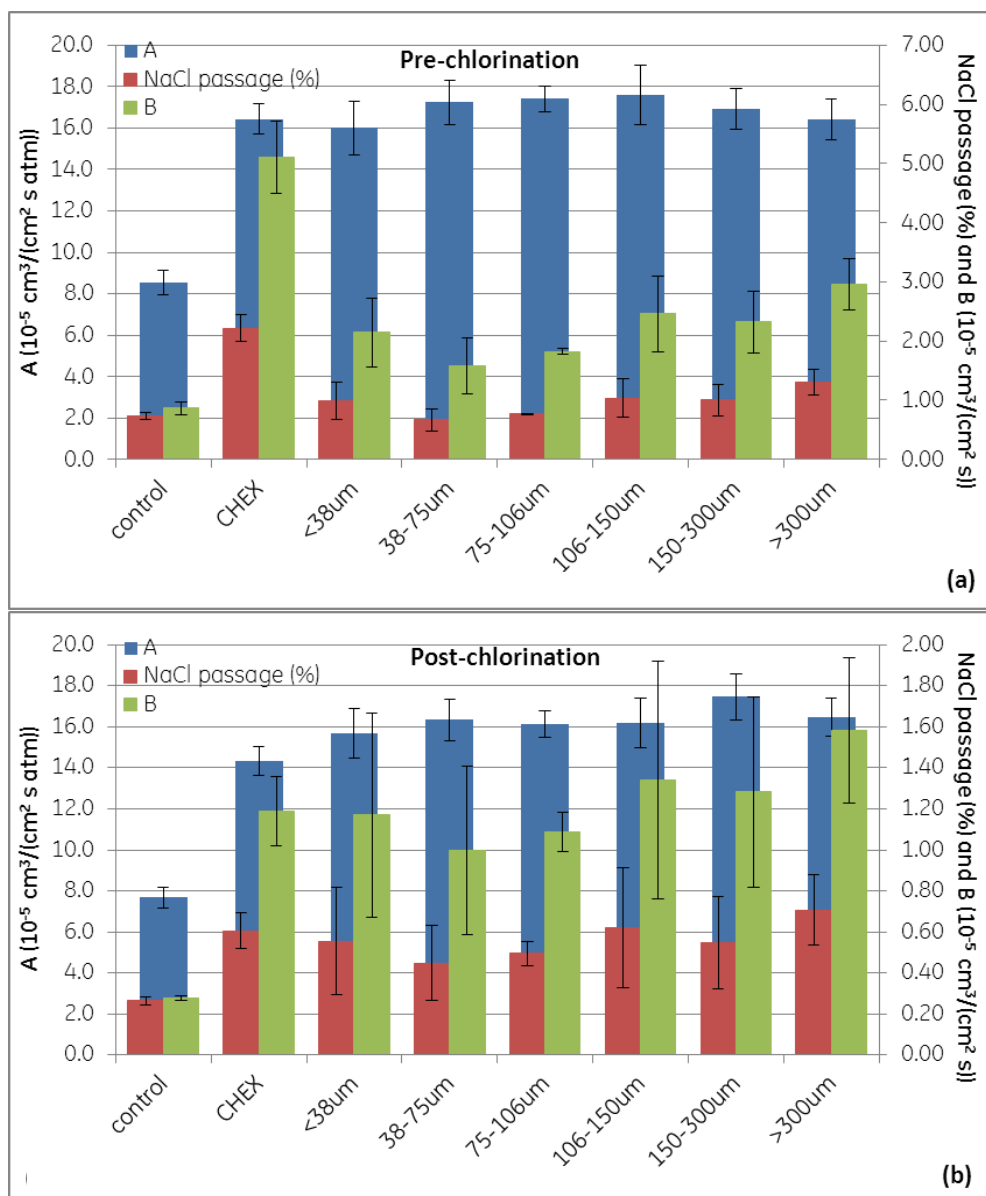 Pre-chlorination
A
NaCl passage (%)
B
A (10⁻⁵ cm³/(cm² s atm))
20.0
18.0
16.0
14.0
12.0
10.0
8.0
6.0
4.0
2.0
0.0
7.00
6.00
5.00
4.00
3.00
2.00
1.00
0.00
NaCl passage (%) and B (10⁻⁵ cm³/(cm² s))
control
CHEX
<38um
38-75um
75-106um
106-150um
150-300um
>300um
(a)
Post-chlorination
A
NaCl passage (%)
B
A (10⁻⁵ cm³/(cm² s atm))
20.0
18.0
16.0
14.0
12.0
10.0
8.0
6.0
4.0
2.0
0.0
2.00
1.80
1.60
1.40
1.20
1.00
0.80
0.60
0.40
0.20
0.00
NaCl passage (%) and B (10⁻⁵ cm³/(cm² s))
control
CHEX
<38um
38-75um
75-106um
106-150um
150-300um
>300um
(b)